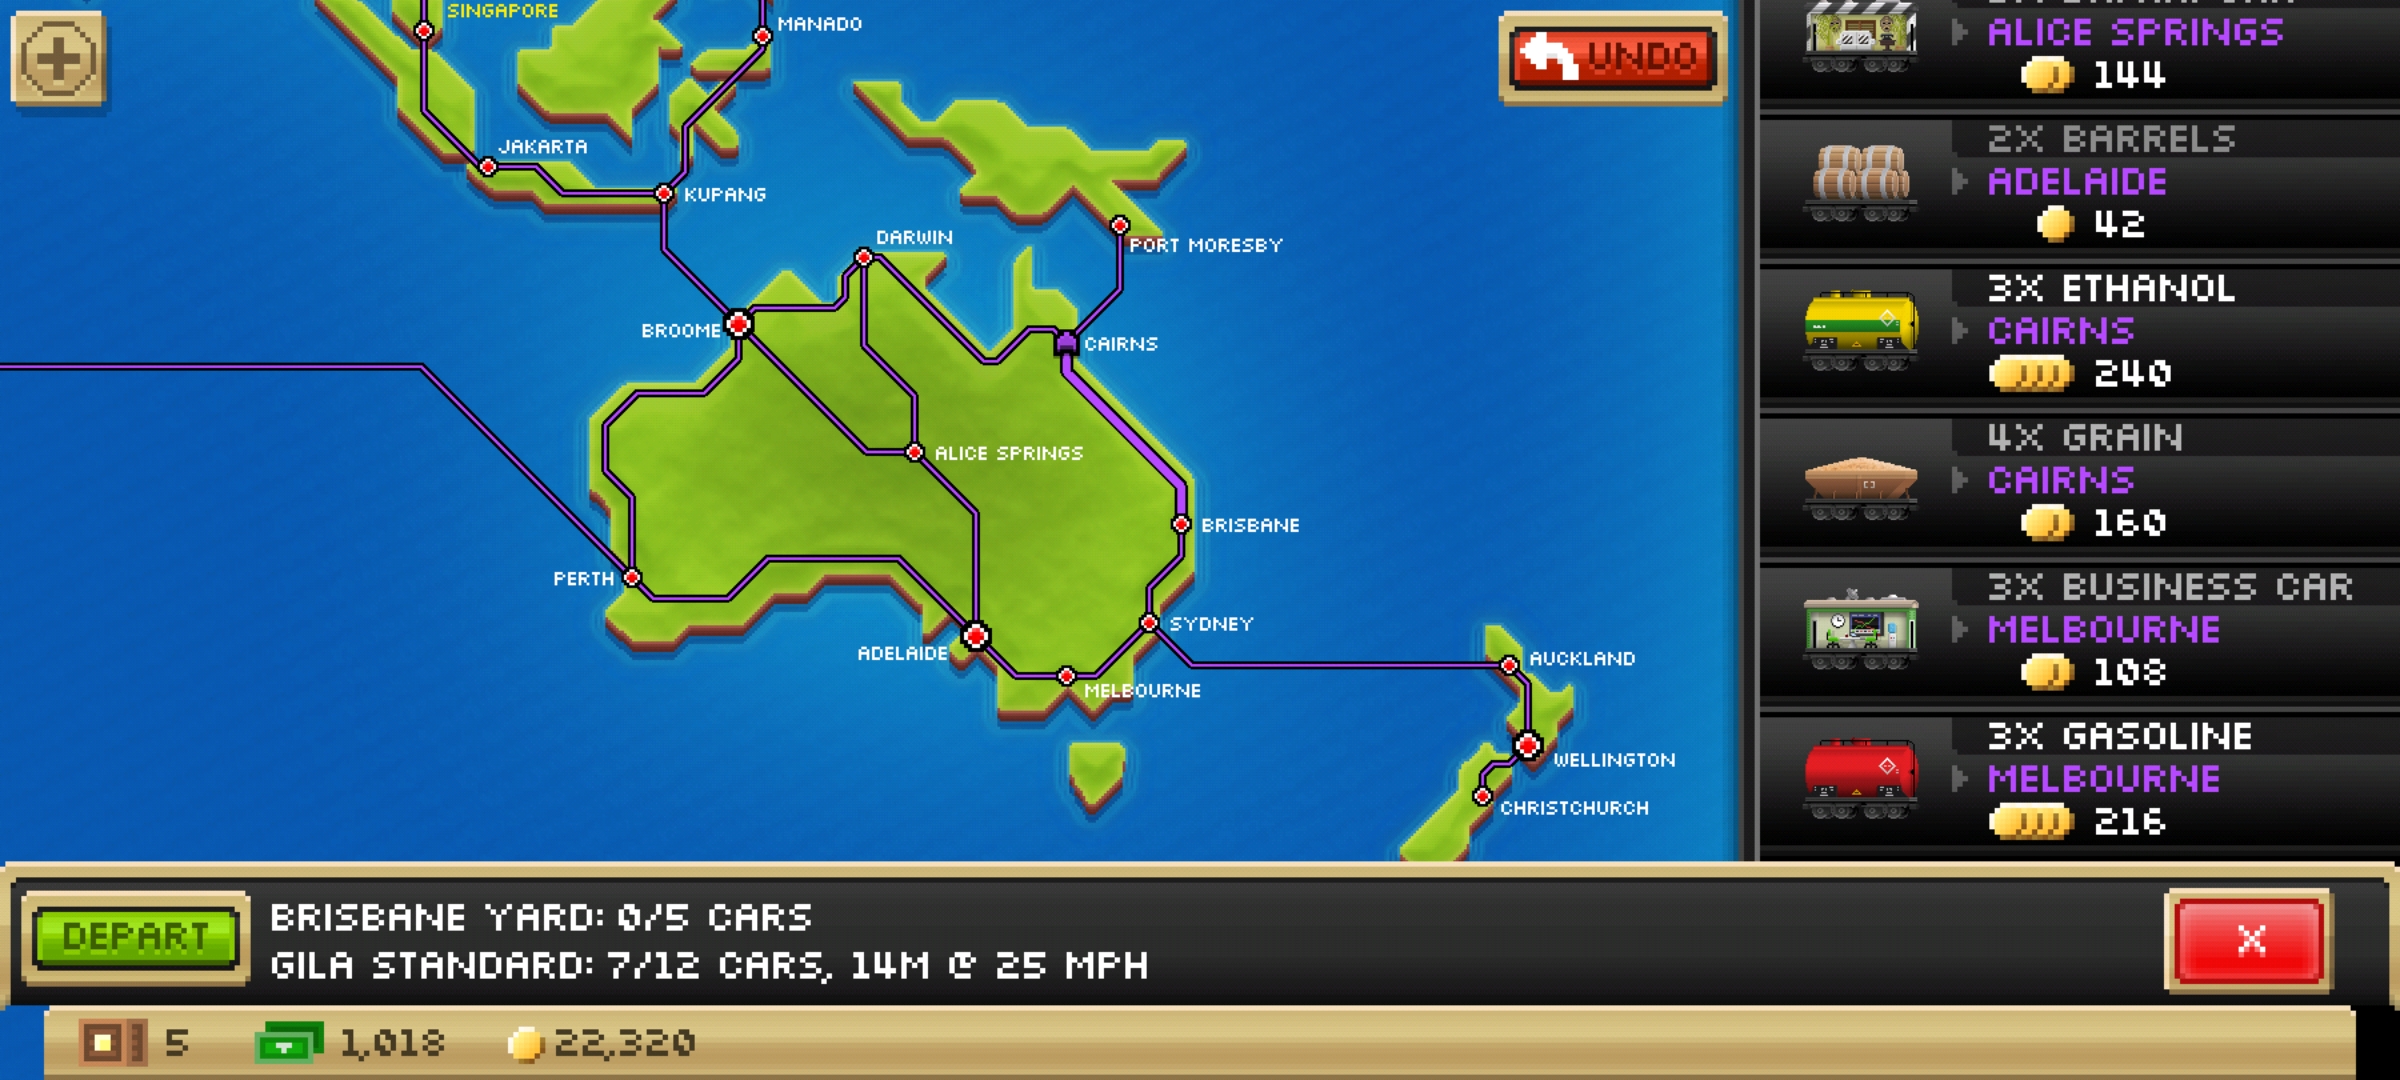 SINGAPORE
MANADO
JAKARTA
KUPANG
DARWIN
PORT MORESBY
BROOME
CAIRNS
ALICE SPRINGS
BRISBANE
PERTH
SYDNEY
ADELAIDE
MELBOURNE
AUCKLAND
WELLINGTON
CHRISTCHURCH
UNDO
ALICE SPRINGS
144
2X BARRELS
ADELAIDE
42
3X ETHANOL
CAIRNS
240
4X GRAIN
CAIRNS
160
3X BUSINESS CAR
MELBOURNE
108
3X GASOLINE
MELBOURNE
216
DEPART
BRISBANE YARD: 0/5 CARS
GILA STANDARD: 7/12 CARS, 14M @ 25 MPH
X
5
1,018
22,320